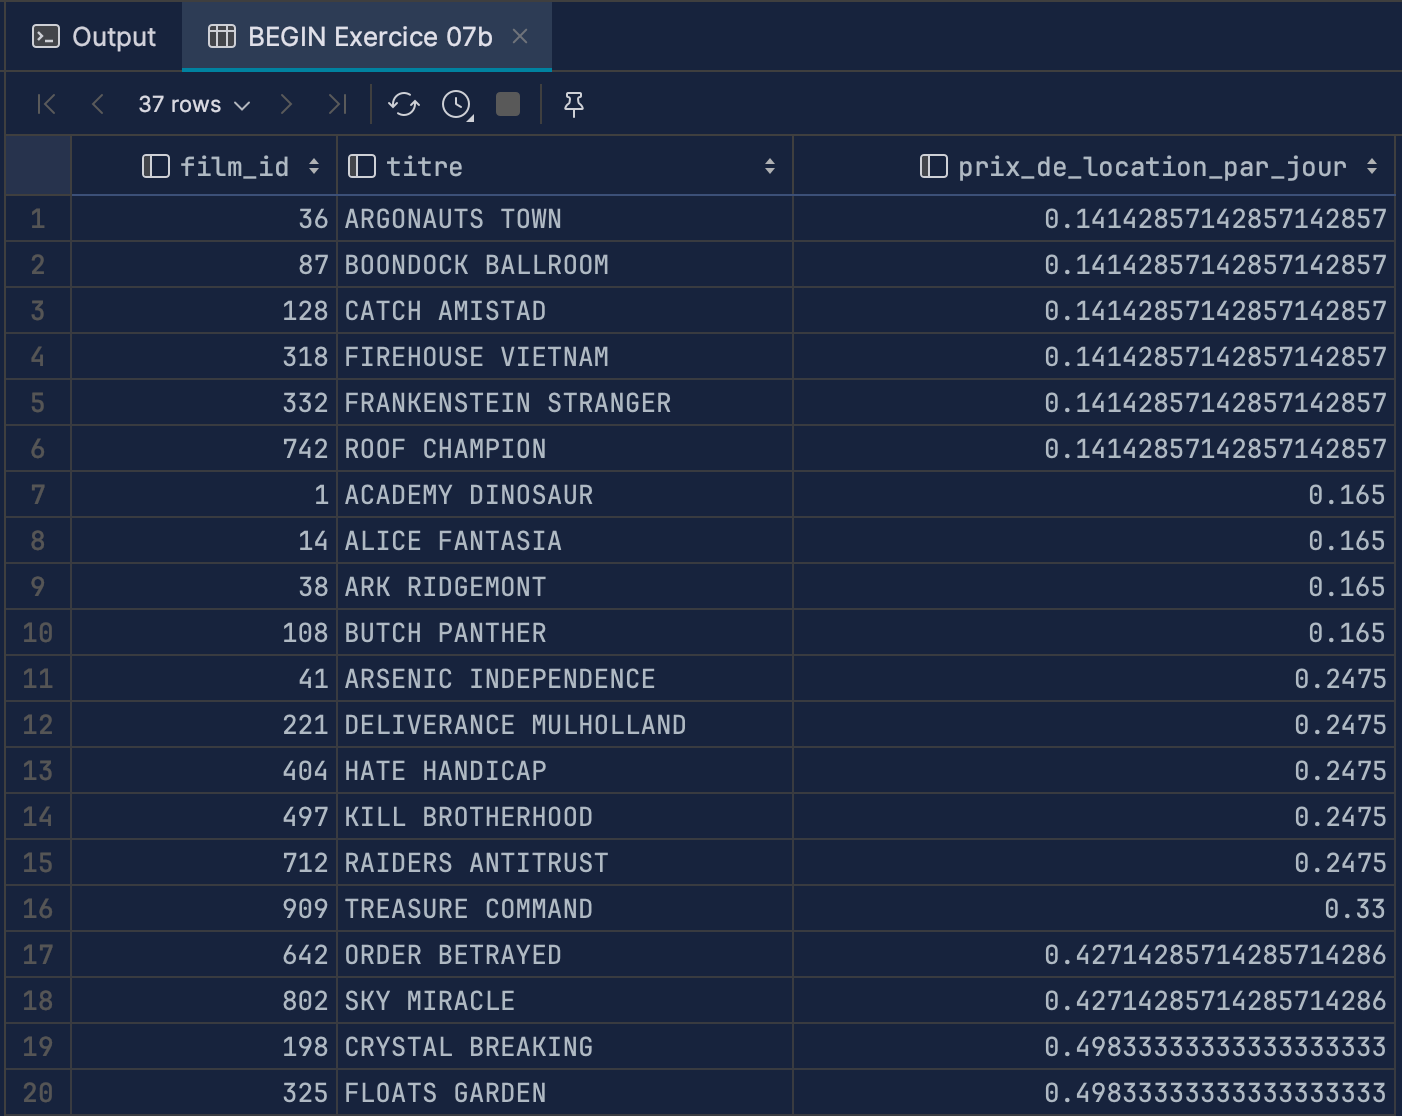 Output BEGIN Exercice 07b
37 rows
film_id titre prix_de_location_par_jour
1 36 ARGONAUTS TOWN 0.14142857142857142857
2 87 BOONDOCK BALLROOM 0.14142857142857142857
3 128 CATCH AMISTAD 0.14142857142857142857
4 318 FIREHOUSE VIETNAM 0.14142857142857142857
5 332 FRANKENSTEIN STRANGER 0.14142857142857142857
6 742 ROOF CHAMPION 0.14142857142857142857
7 1 ACADEMY DINOSAUR 0.165
8 14 ALICE FANTASIA 0.165
9 38 ARK RIDGEMONT 0.165
10 108 BUTCH PANTHER 0.165
11 41 ARSENIC INDEPENDENCE 0.2475
12 221 DELIVERANCE MULHOLLAND 0.2475
13 404 HATE HANDICAP 0.2475
14 497 KILL BROTHERHOOD 0.2475
15 712 RAIDERS ANTITRUST 0.2475
16 909 TREASURE COMMAND 0.33
17 642 ORDER BETRAYED 0.42714285714285714286
18 802 SKY MIRACLE 0.42714285714285714286
19 198 CRYSTAL BREAKING 0.49833333333333333333
20 325 FLOATS GARDEN 0.49833333333333333333